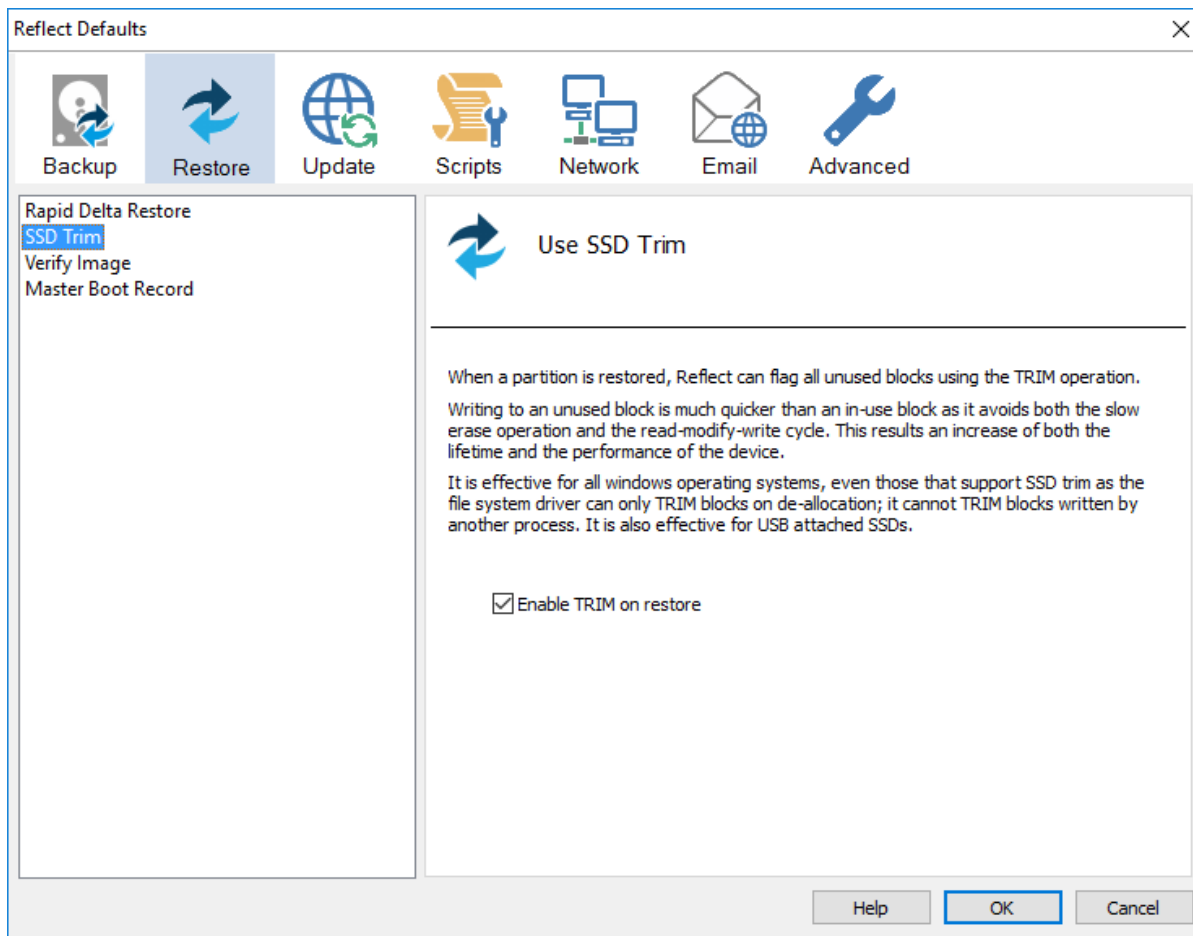 Reflect Defaults
Backup
Restore
Update
Scripts
Network
Email
Advanced
Rapid Delta Restore
SSD Trim
Verify Image
Master Boot Record
Use SSD Trim
When a partition is restored, Reflect can flag all unused blocks using the TRIM operation.
Writing to an unused block is much quicker than an in-use block as it avoids both the slow
erase operation and the read-modify-write cycle. This results an increase of both the
lifetime and the performance of the device.
It is effective for all windows operating systems, even those that support SSD trim as the
file system driver can only TRIM blocks on de-allocation; it cannot TRIM blocks written by
another process. It is also effective for USB attached SSDs.
Enable TRIM on restore
Help
OK
Cancel